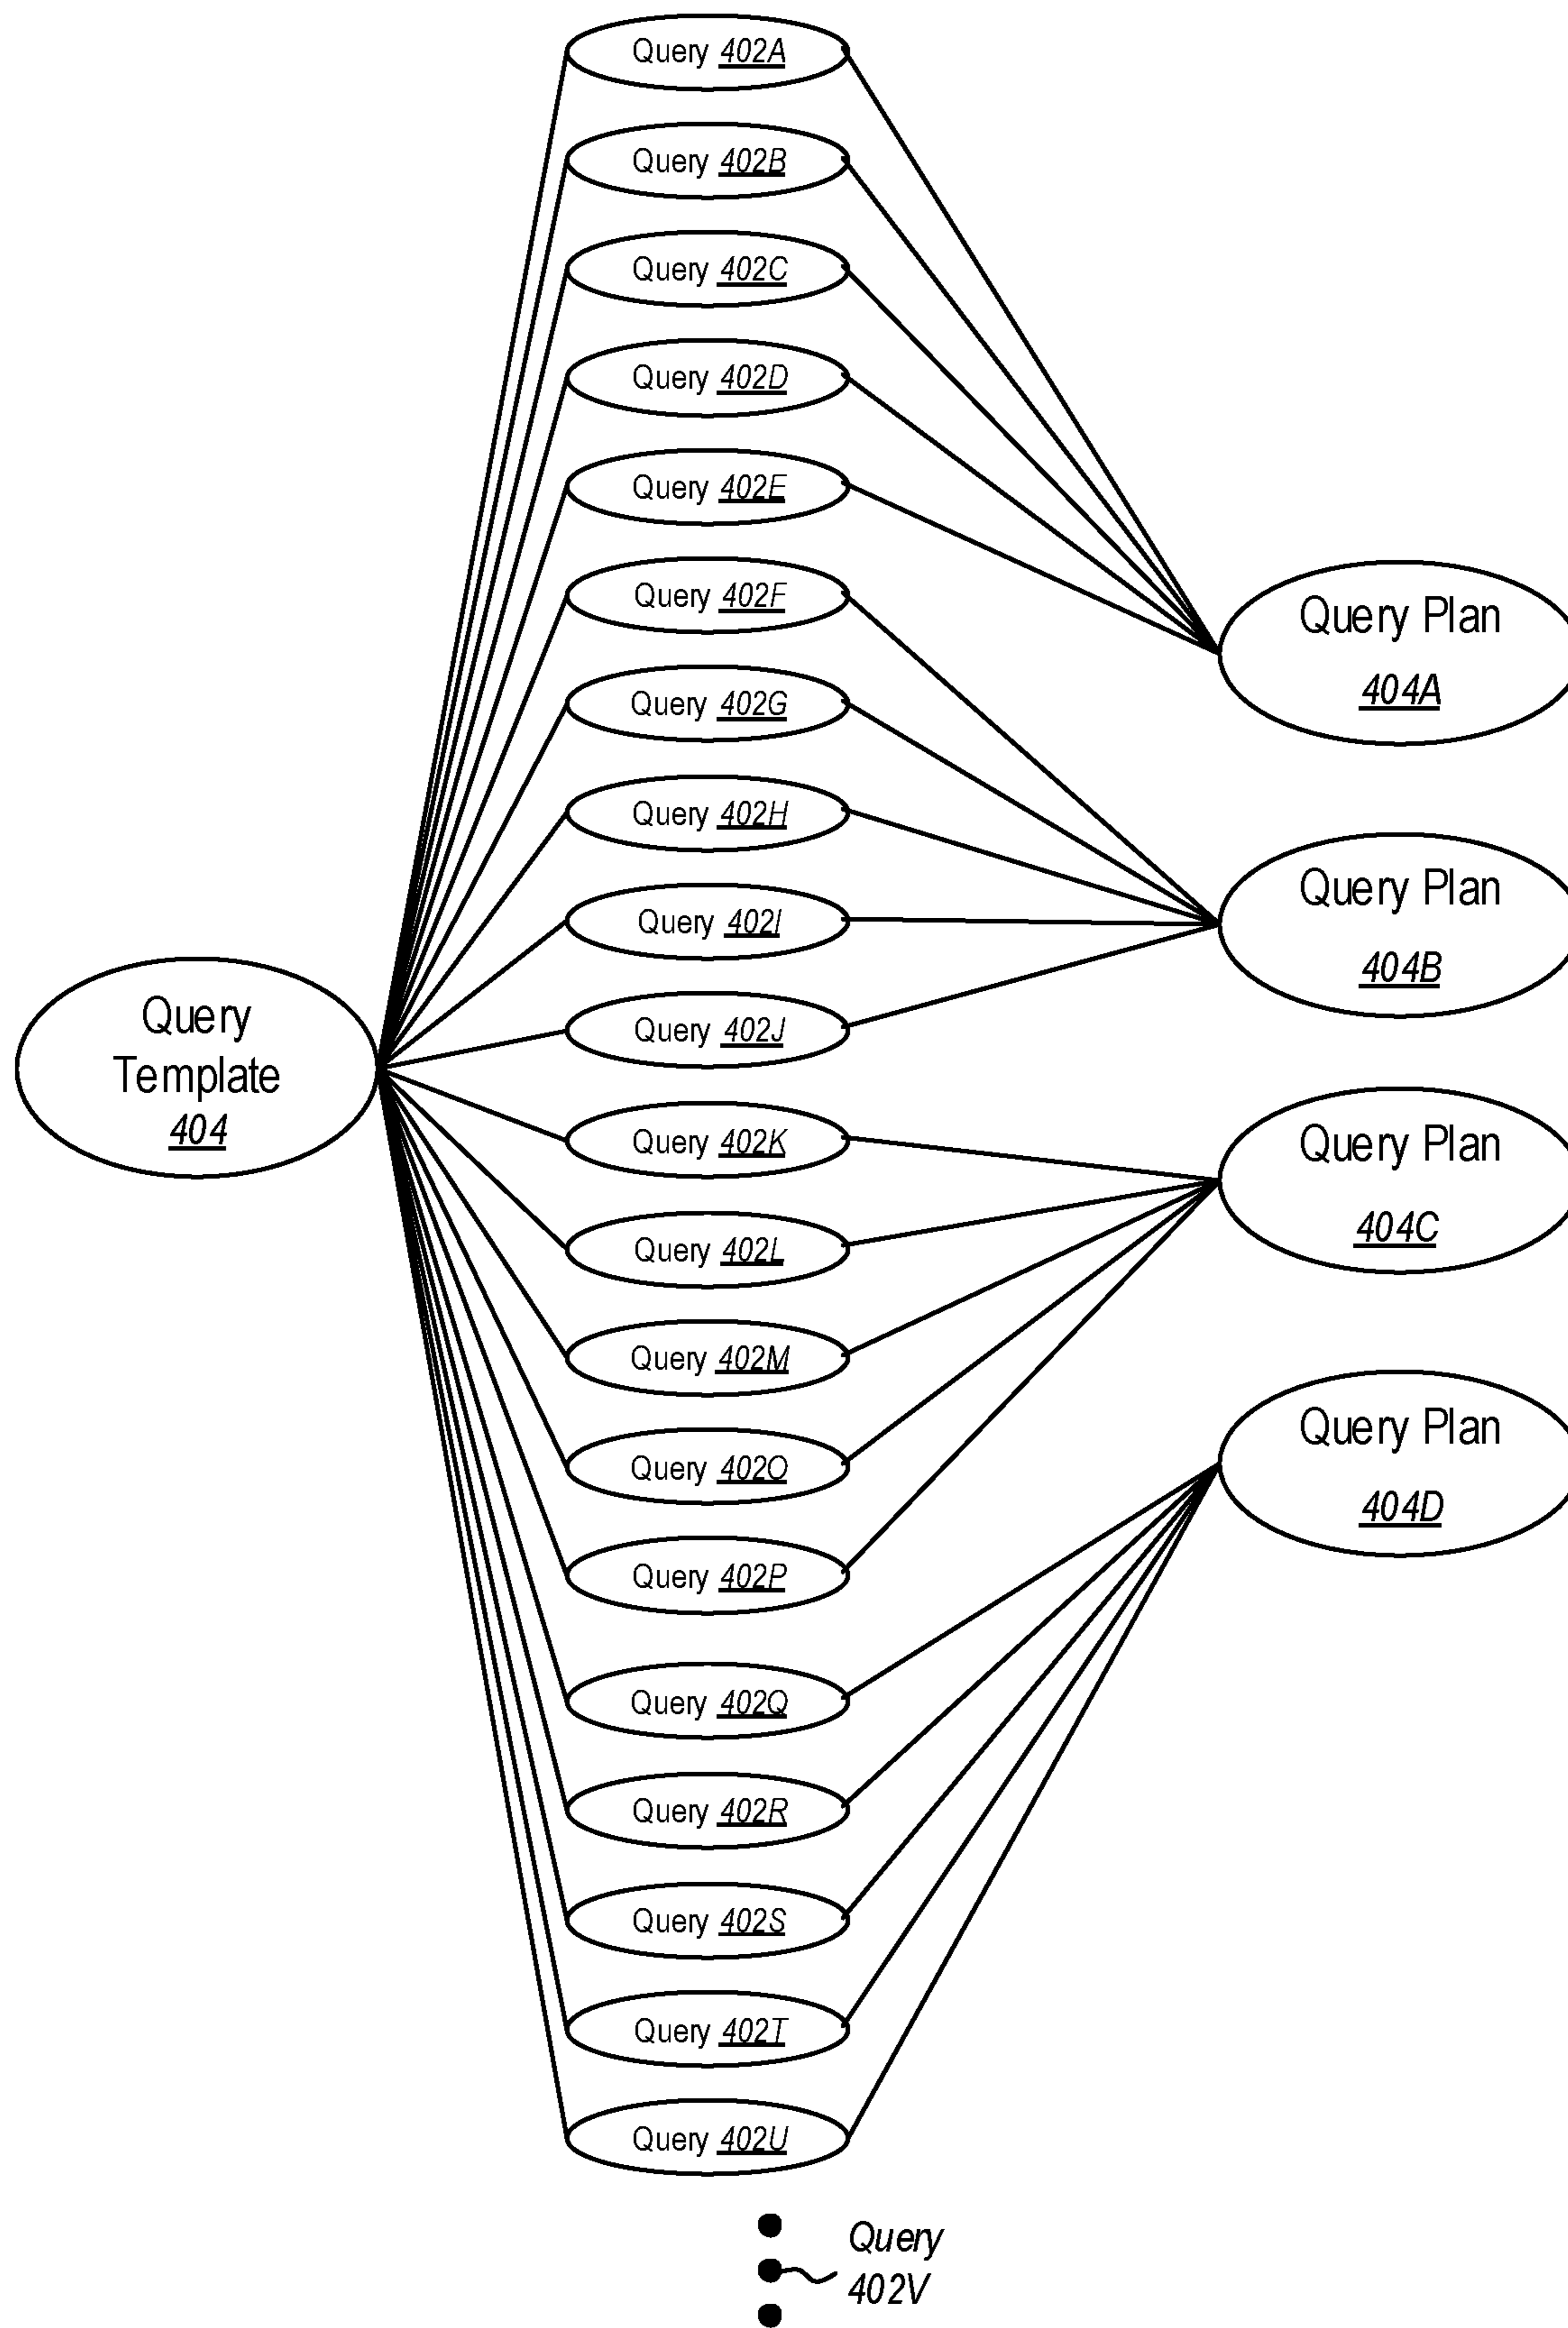 Query 402A
Query 402B
Query 402C
Query 402D
Query 402E
Query 402F
Query 402G
Query 402H
Query 402I
Query 402J
Query 402K
Query 402L
Query 402M
Query 402O
Query 402P
Query 402Q
Query 402R
Query 402S
Query 402T
Query 402U
Query
402V
Query
Template
404
Query Plan
404A
Query Plan
404B
Query Plan
404C
Query Plan
404D